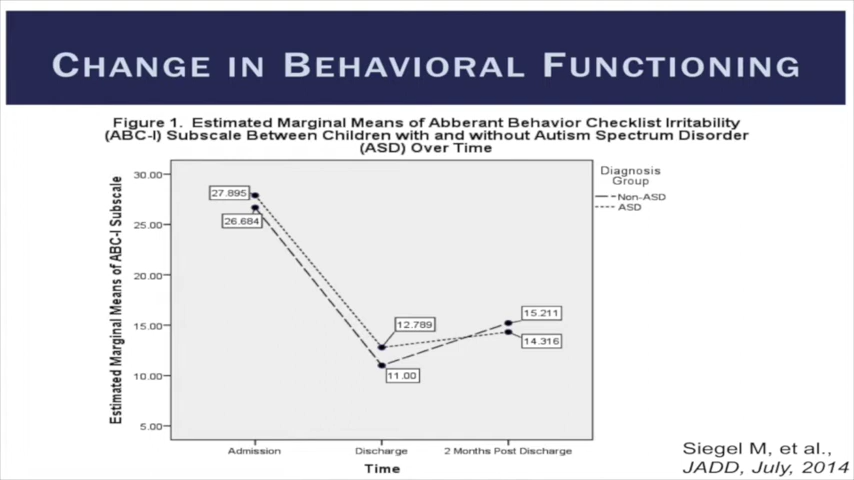 CHANGE IN BEHAVIORAL FUNCTIONING
Figure 1. Estimated Marginal Means of Abberant Behavior Checklist Irritability
(ABC-I) Subscale Between Children with and without Autism Spectrum Disorder
(ASD) Over Time
Estimated Marginal Means of ABC-I Subscale
30.00
25.00
20.00
15.00
10.00
5.00
27.895
26.684
12.789
11.00
15.211
14.316
Diagnosis
Group
Non-ASD
ASD
Admission
Discharge
2 Months Post Discharge
Time
Siegel M, et al.,
JADD, July, 2014